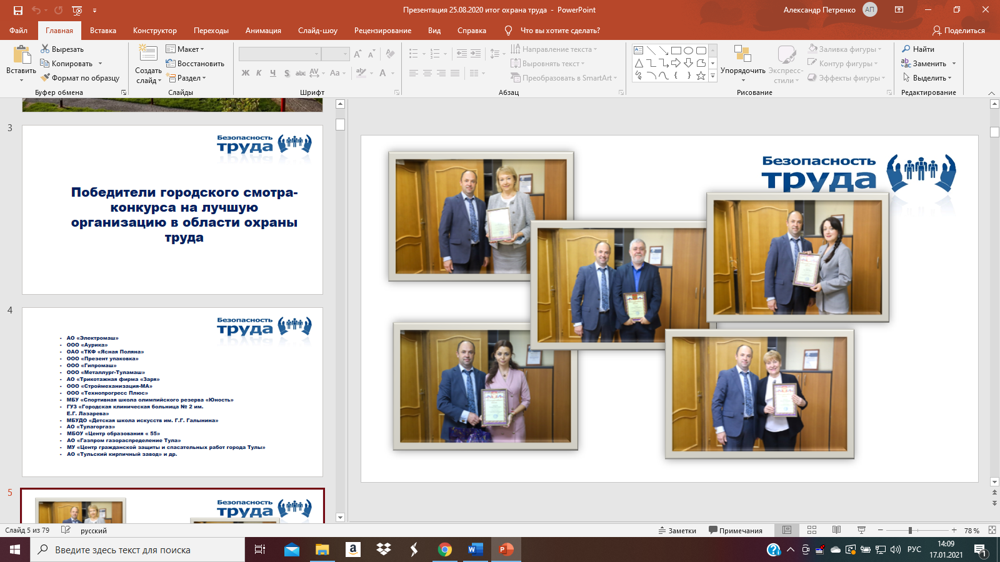 Презентация 25.08.2020 итог охрана труда - PowerPoint
Александр Петренко
АП
Файл
Главная
Вставка
Конструктор
Переходы
Анимация
Слайд-шоу
Рецензирование
Вид
Справка
Что вы хотите сделать?
Поделиться
Вставить
Вырезать
Копировать
Формат по образцу
Буфер обмена
Создать слайд
Макет
Восстановить
Раздел
Слайды
Ж К Ч S abc AV Aa A
Шрифт
Направление текста
Выровнять текст
Преобразовать в SmartArt
Абзац
Упорядочить
Экспресс-стили
Заливка фигуры
Контур фигуры
Эффекты фигуры
Рисование
Найти
Заменить
Выделить
Редактирование
3
Безопасность
труда
Победители городского смотра-
конкурса на лучшую
организацию в области охраны
труда
4
Безопасность
труда
- АО «Электромаш»
- ООО «Аурика»
- ОАО «ТКФ «Ясная Поляна»
- ООО «Презент упаковка»
- ООО «Гипромаш»
- ООО «Металлург-Туламаш»
- АО «Трикотажная фирма «Заря»
- ООО «Строймеханизация-МА»
- ООО «Технопрогресс Плюс»
- МБУ «Спортивная школа олимпийского резерва «Юность»
- ГУЗ «Городская клиническая больница № 2 им.
Е.Г. Лазарева»
- МБУДО «Детская школа искусств им. Г.Г. Галынина»
- АО «Тулагоргаз»
- МБОУ «Центр образования « 55»
- АО «Газпром газораспределение Тула»
- МУ «Центр гражданской защиты и спасательных работ города Тулы»
- АО «Тульский кирпичный завод» и др.
5
Безопасность
труда
Безопасность
труда
Слайд 5 из 79
русский
Заметки
Примечания
78 %
Введите здесь текст для поиска
РУС
14:09
17.01.2021
1